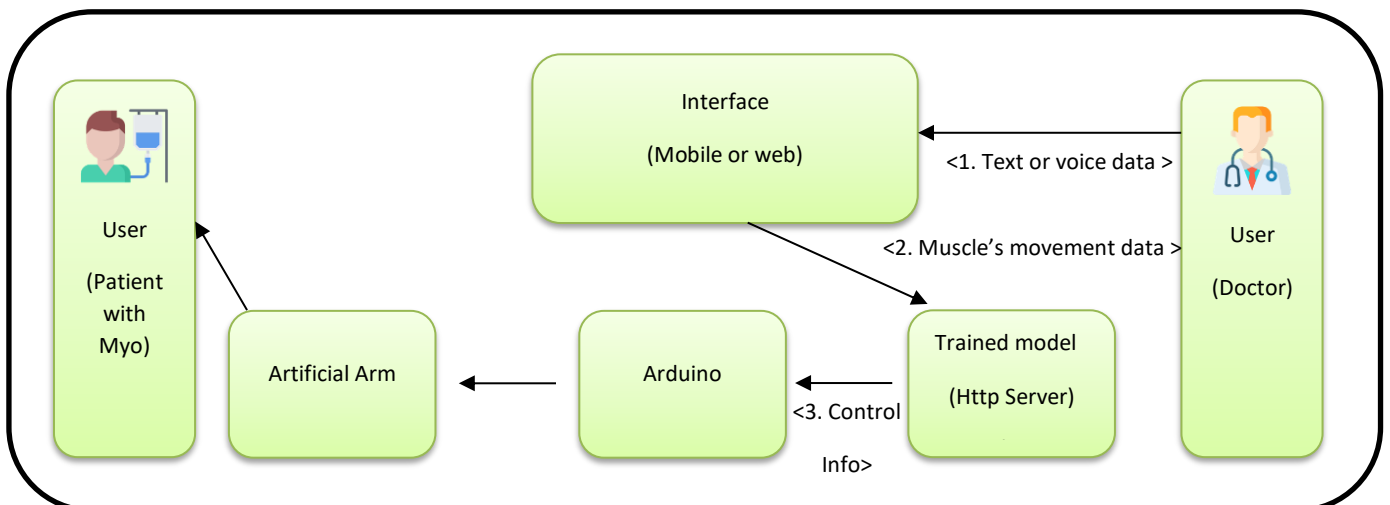 Interface
(Mobile or web)
<1. Text or voice data >
User
(Doctor)
<2. Muscle’s movement data >
Trained model
(Http Server)
<3. Control
Info>
Arduino
Artificial Arm
User
(Patient
with
Myo)